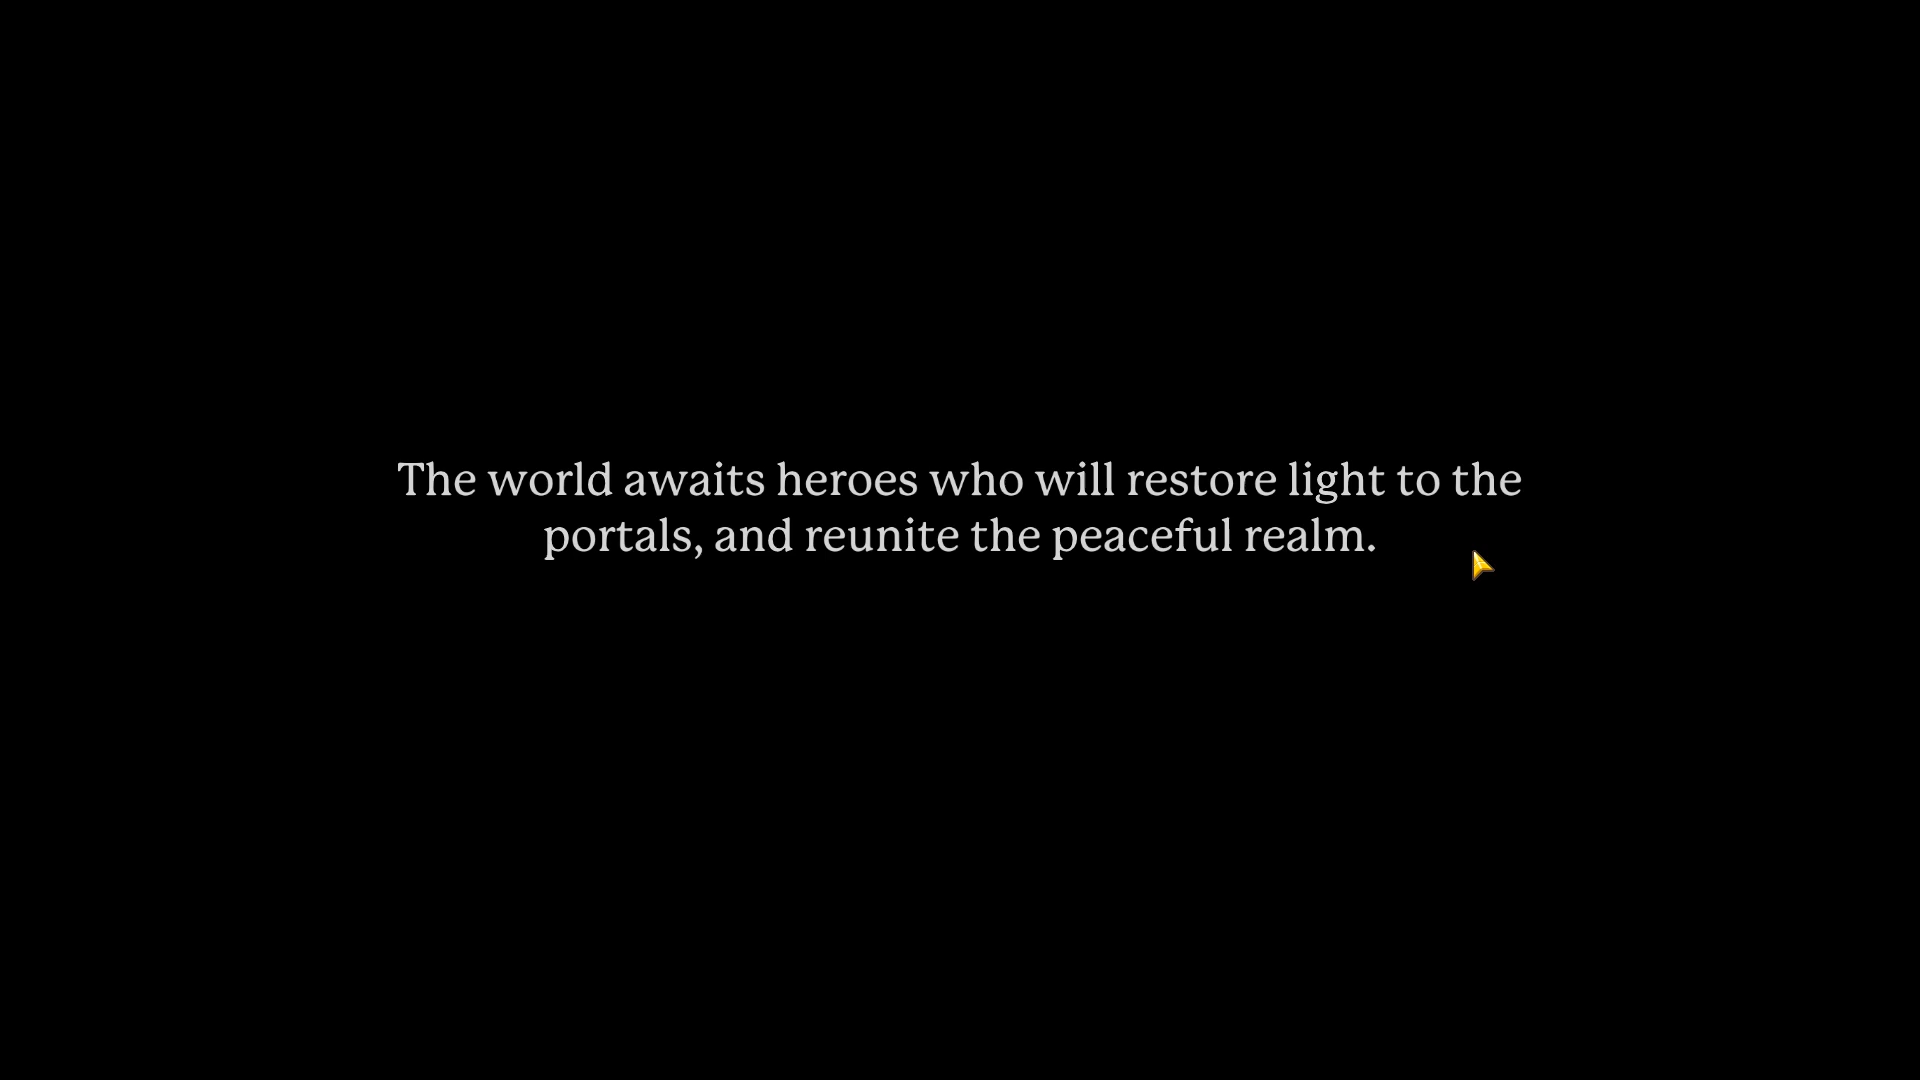 The world awaits heroes who will restore light to the
portals, and reunite the peaceful realm.